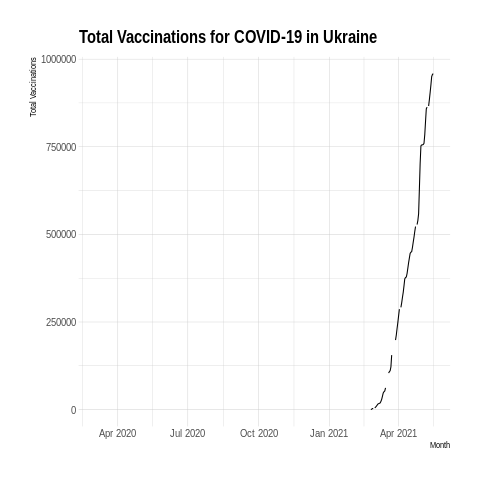 Total Vaccinations for COVID-19 in Ukraine
Total Vaccinations
1000000
750000
500000
250000
0
Apr 2020
Jul 2020
Oct 2020
Jan 2021
Apr 2021
Month